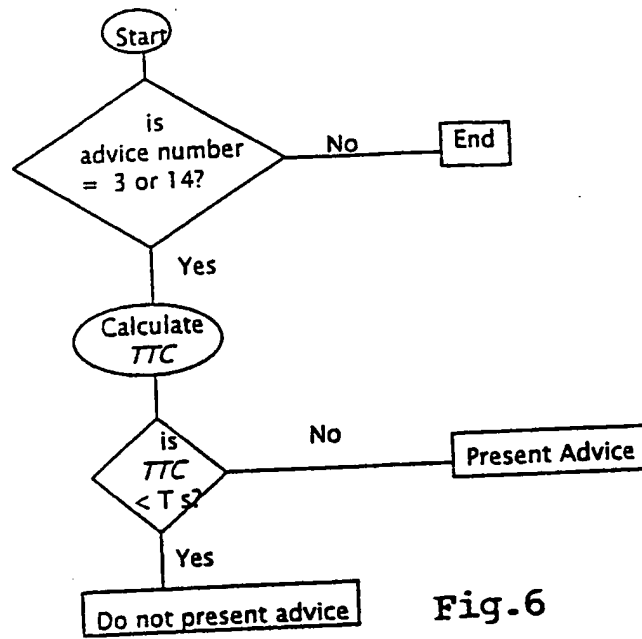 Start
is
advice number
= 3 or 14?
No
End
Yes
Calculate
TTC
is
TTC
< T s?
No
Present Advice
Yes
Do not present advice
Fig.6